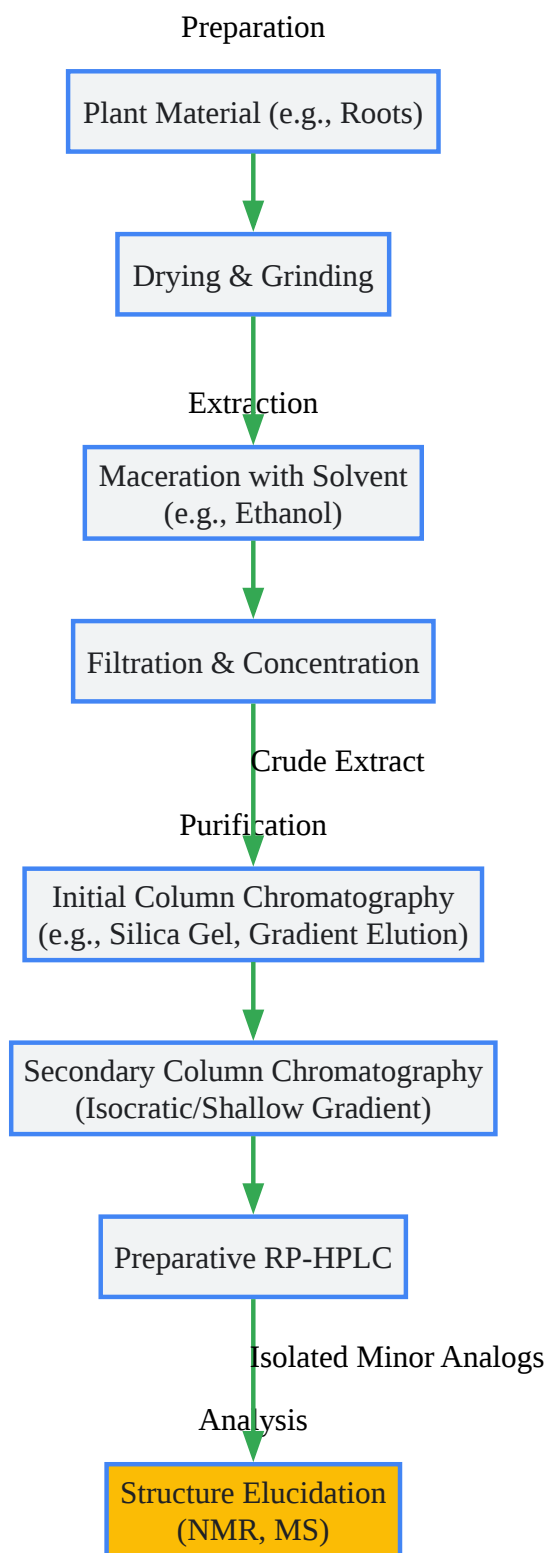 Preparation
Plant Material (e.g., Roots)
Drying & Grinding
Extraction
Maceration with Solvent
(e.g., Ethanol)
Filtration & Concentration
Crude Extract
Purification
Initial Column Chromatography
(e.g., Silica Gel, Gradient Elution)
Secondary Column Chromatography
(Isocratic/Shallow Gradient)
Preparative RP-HPLC
Isolated Minor Analogs
Analysis
Structure Elucidation
(NMR, MS)